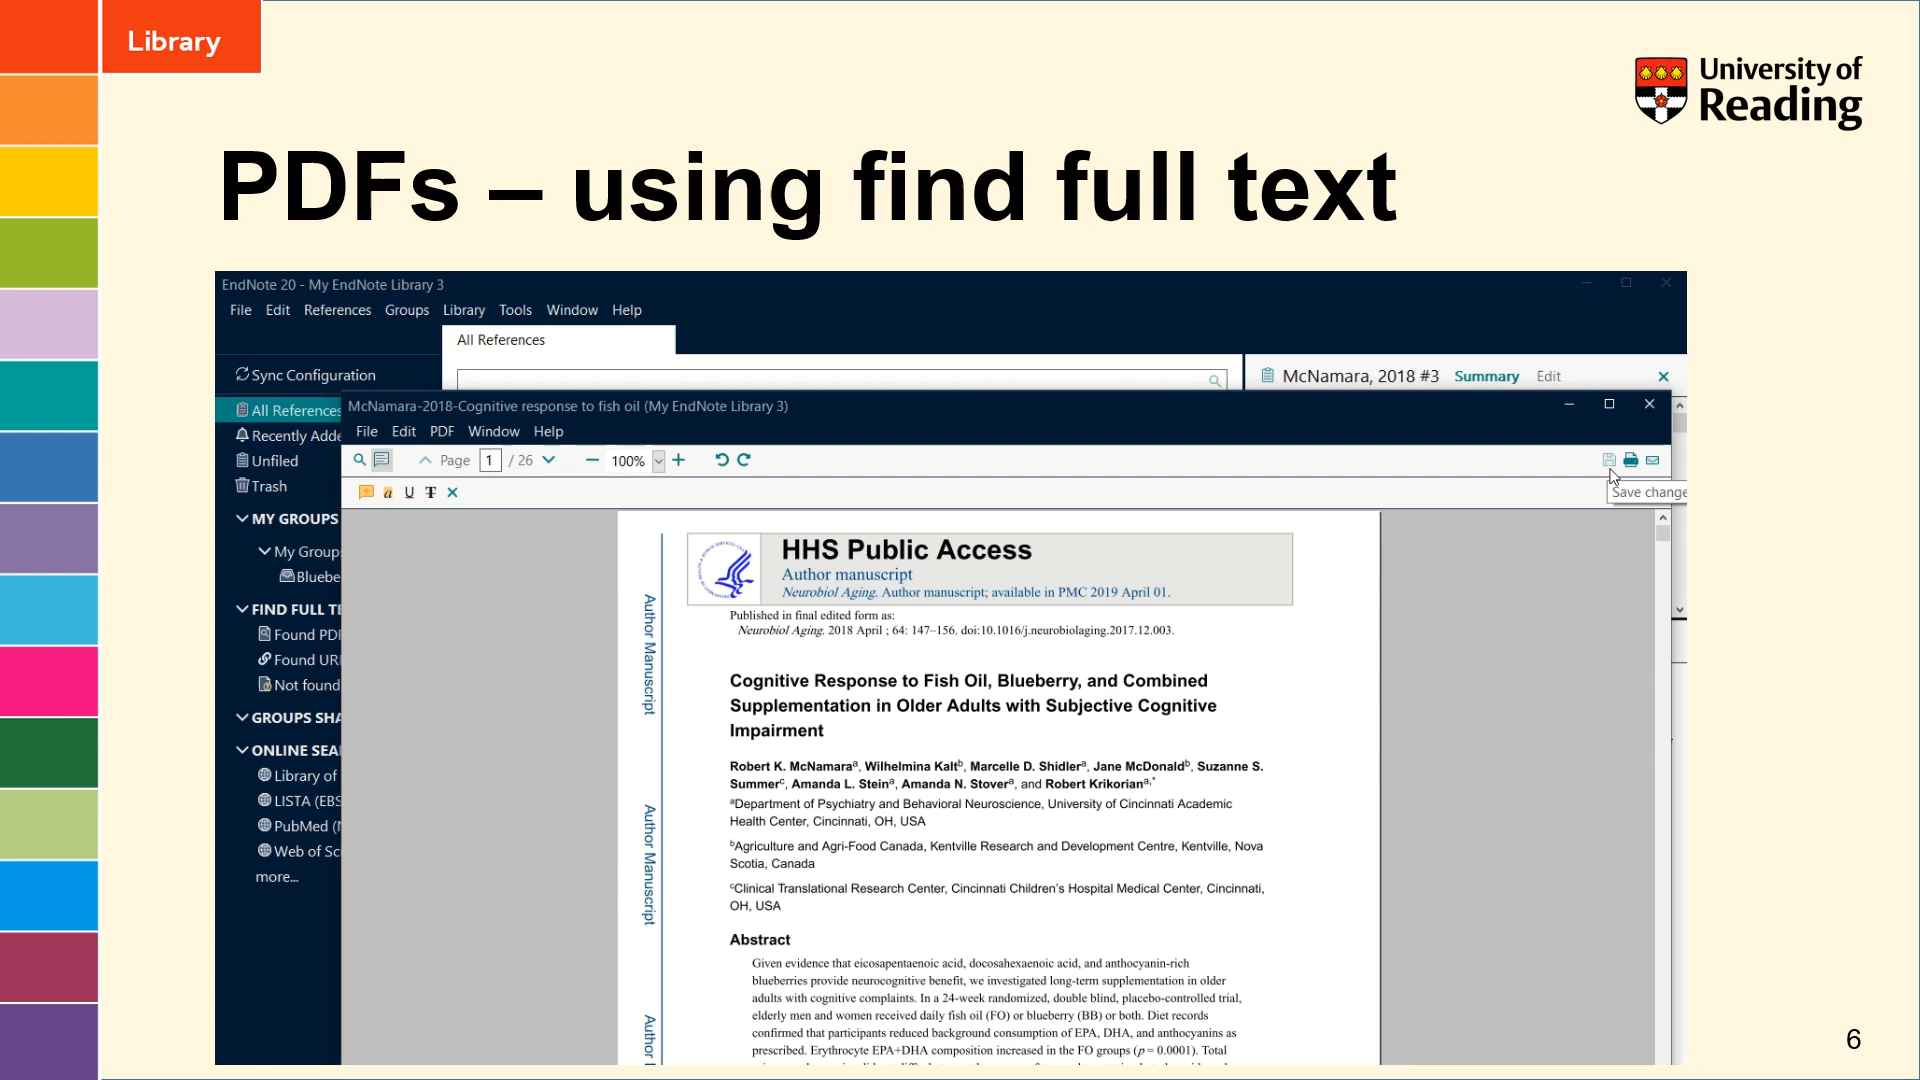 Library
University of
Reading
PDFs – using find full text
EndNote 20 - My EndNote Library 3
File Edit References Groups Library Tools Window Help
All References
Sync Configuration
McNamara, 2018 #3 Summary Edit
All References
Recently Adde
Unfiled
Trash
MY GROUPS
My Group
Bluebe
FIND FULL TE
Found PDF
Found UR
Not found
GROUPS SHA
ONLINE SEA
Library of
LISTA (EBS
PubMed (N
Web of Sc
more...
McNamara-2018-Cognitive response to fish oil (My EndNote Library 3)
File Edit PDF Window Help
Page 1 / 26 100%
a U T
Save change
HHS Public Access
Author manuscript
Neurobiol Aging. Author manuscript; available in PMC 2019 April 01.
Published in final edited form as:
Neurobiol Aging. 2018 April ; 64: 147–156. doi:10.1016/j.neurobiolaging.2017.12.003.
Author Manuscript
Author Manuscript
Author
Cognitive Response to Fish Oil, Blueberry, and Combined
Supplementation in Older Adults with Subjective Cognitive
Impairment
Robert K. McNamaraᵃ, Wilhelmina Kaltᵇ, Marcelle D. Shidlerᵃ, Jane McDonaldᵇ, Suzanne S.
Summerᶜ, Amanda L. Steinᵃ, Amanda N. Stoverᵃ, and Robert Krikorianᵃ,*
ᵃDepartment of Psychiatry and Behavioral Neuroscience, University of Cincinnati Academic
Health Center, Cincinnati, OH, USA
ᵇAgriculture and Agri-Food Canada, Kentville Research and Development Centre, Kentville, Nova
Scotia, Canada
ᶜClinical Translational Research Center, Cincinnati Children’s Hospital Medical Center, Cincinnati,
OH, USA
Abstract
Given evidence that eicosapentaenoic acid, docosahexaenoic acid, and anthocyanin-rich
blueberries provide neurocognitive benefit, we investigated long-term supplementation in older
adults with cognitive complaints. In a 24-week randomized, double blind, placebo-controlled trial,
elderly men and women received daily fish oil (FO) or blueberry (BB) or both. Diet records
confirmed that participants reduced background consumption of EPA, DHA, and anthocyanins as
prescribed. Erythrocyte EPA+DHA composition increased in the FO groups (p = 0.0001). Total
6